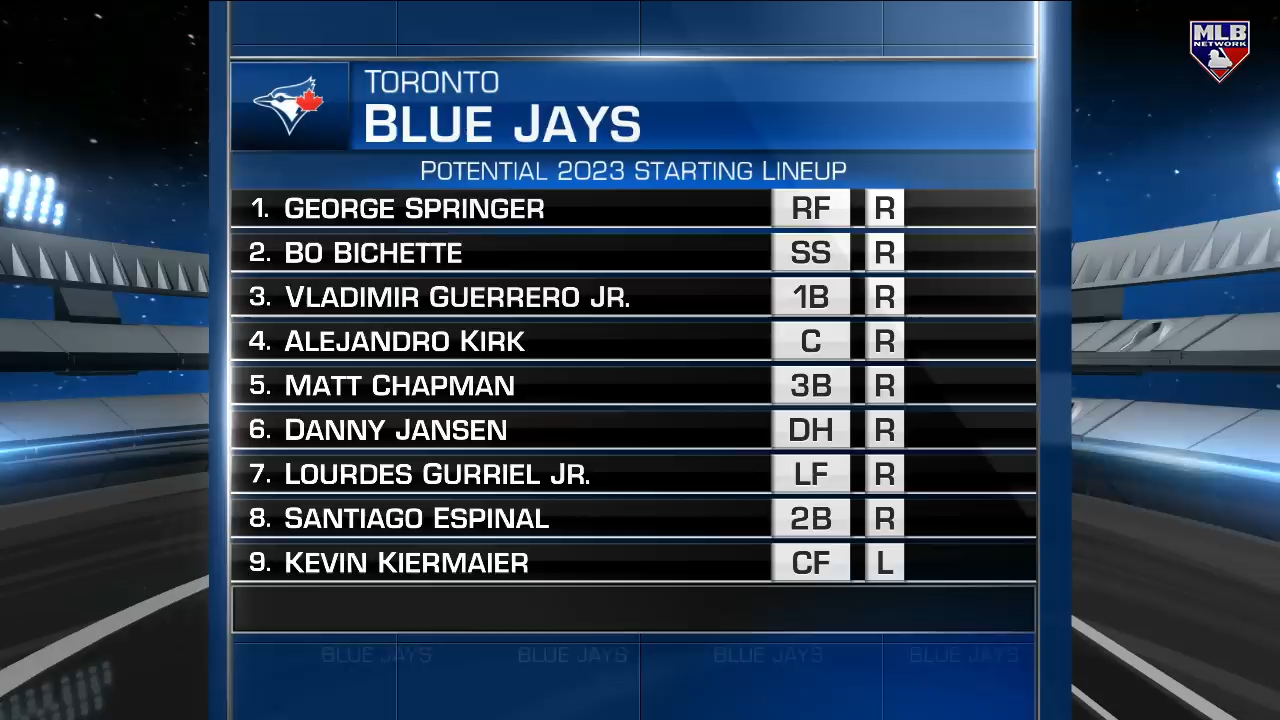 MLB
NETWORK
TORONTO
BLUE JAYS
POTENTIAL 2023 STARTING LINEUP
1. GEORGE SPRINGER RF R
2. BO BICHETTE SS R
3. VLADIMIR GUERRERO JR. 1B R
4. ALEJANDRO KIRK C R
5. MATT CHAPMAN 3B R
6. DANNY JANSEN DH R
7. LOURDES GURRIEL JR. LF R
8. SANTIAGO ESPINAL 2B R
9. KEVIN KIERMAIER CF L
BLUE JAYS BLUE JAYS BLUE JAYS BLUE JAYS